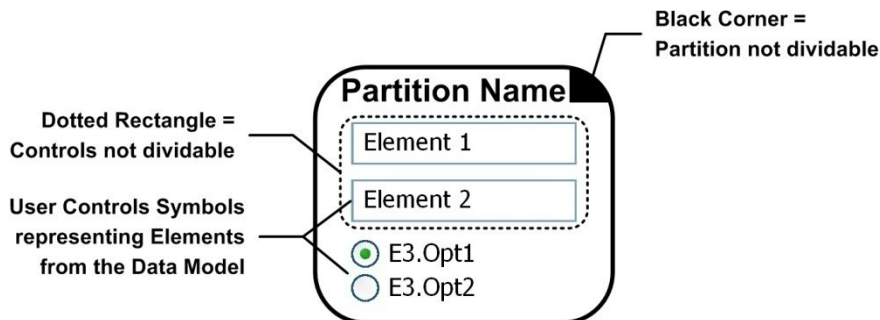 Black Corner =
Partition not dividable
Partition Name
Dotted Rectangle =
Controls not dividable
Element 1
Element 2
User Controls Symbols
representing Elements
from the Data Model
E3.Opt1
E3.Opt2